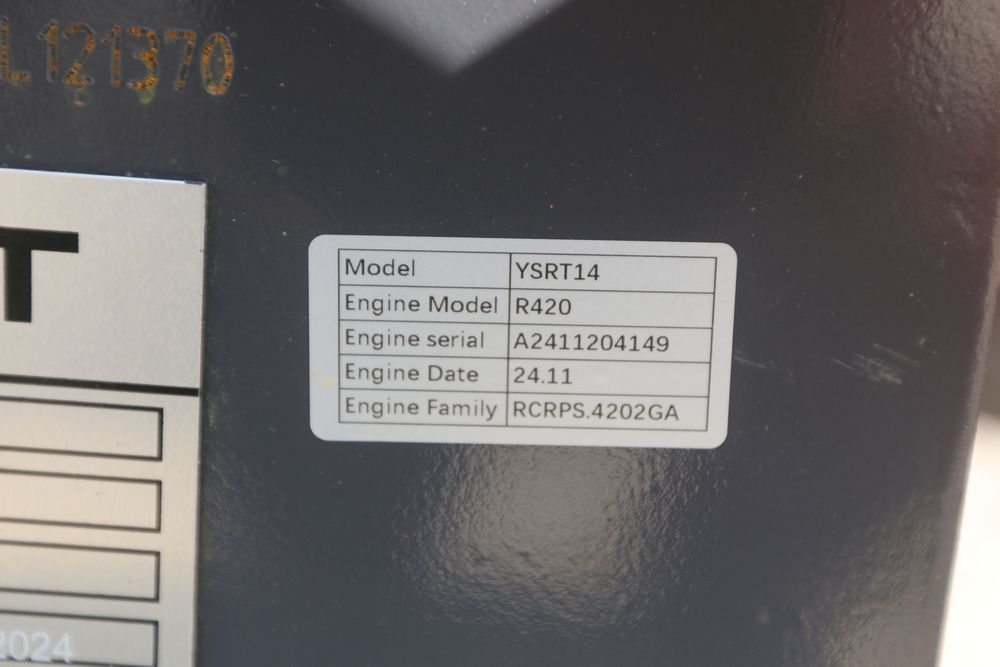 L121370
T
Model YSRT14
Engine Model R420
Engine serial A2411204149
Engine Date 24.11
Engine Family RCRPS.4202GA
2024